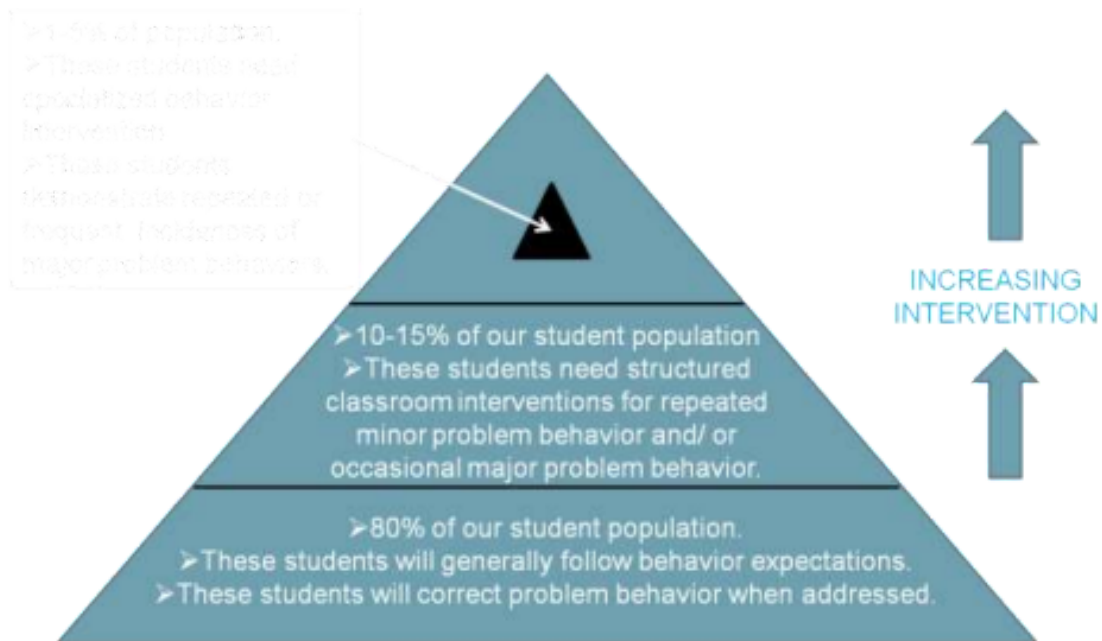 ➢1-5% of population.
➢These students need
specialized behavior
intervention
➢These students
demonstrate repeated or
frequent incidences of
major problem behaviors.
INCREASING
INTERVENTION
➢10-15% of our student population
➢These students need structured
classroom interventions for repeated
minor problem behavior and/ or
occasional major problem behavior.
➢80% of our student population.
➢These students will generally follow behavior expectations.
➢These students will correct problem behavior when addressed.